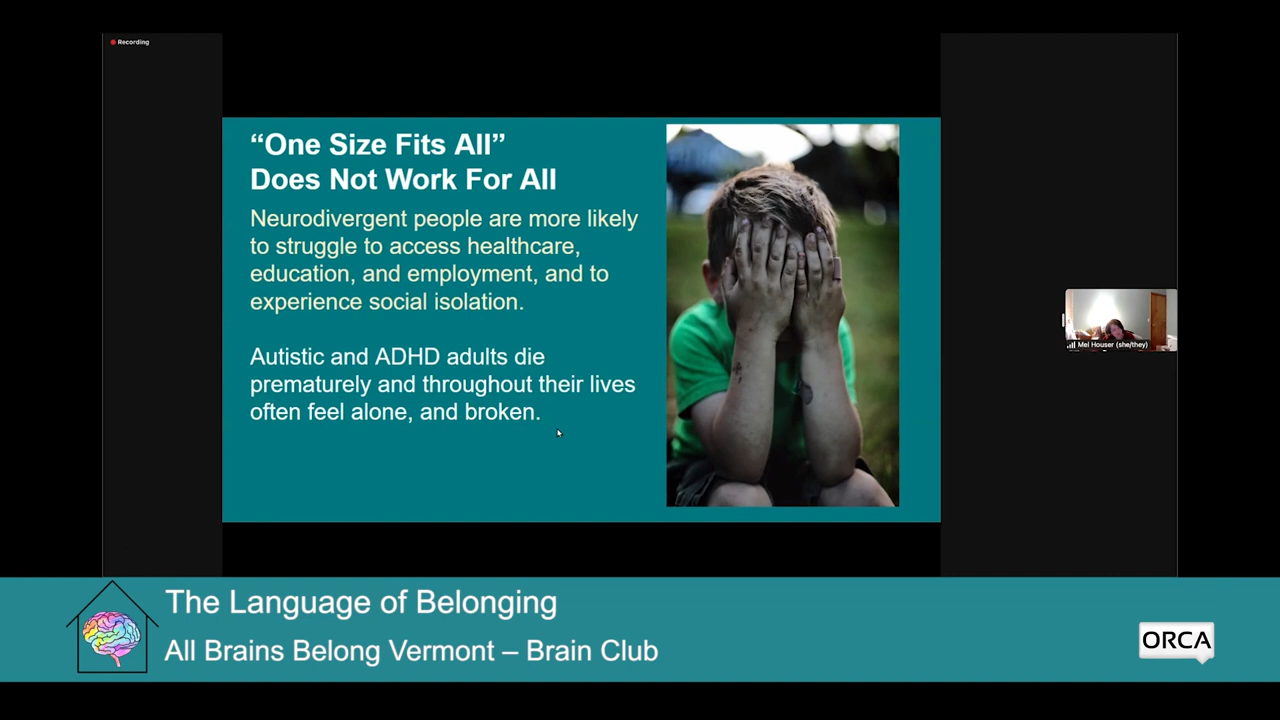 Recording
“One Size Fits All”
Does Not Work For All
Neurodivergent people are more likely
to struggle to access healthcare,
education, and employment, and to
experience social isolation.
Autistic and ADHD adults die
prematurely and throughout their lives
often feel alone, and broken.
Mel Houser (she/they)
The Language of Belonging
All Brains Belong Vermont – Brain Club
ORCA